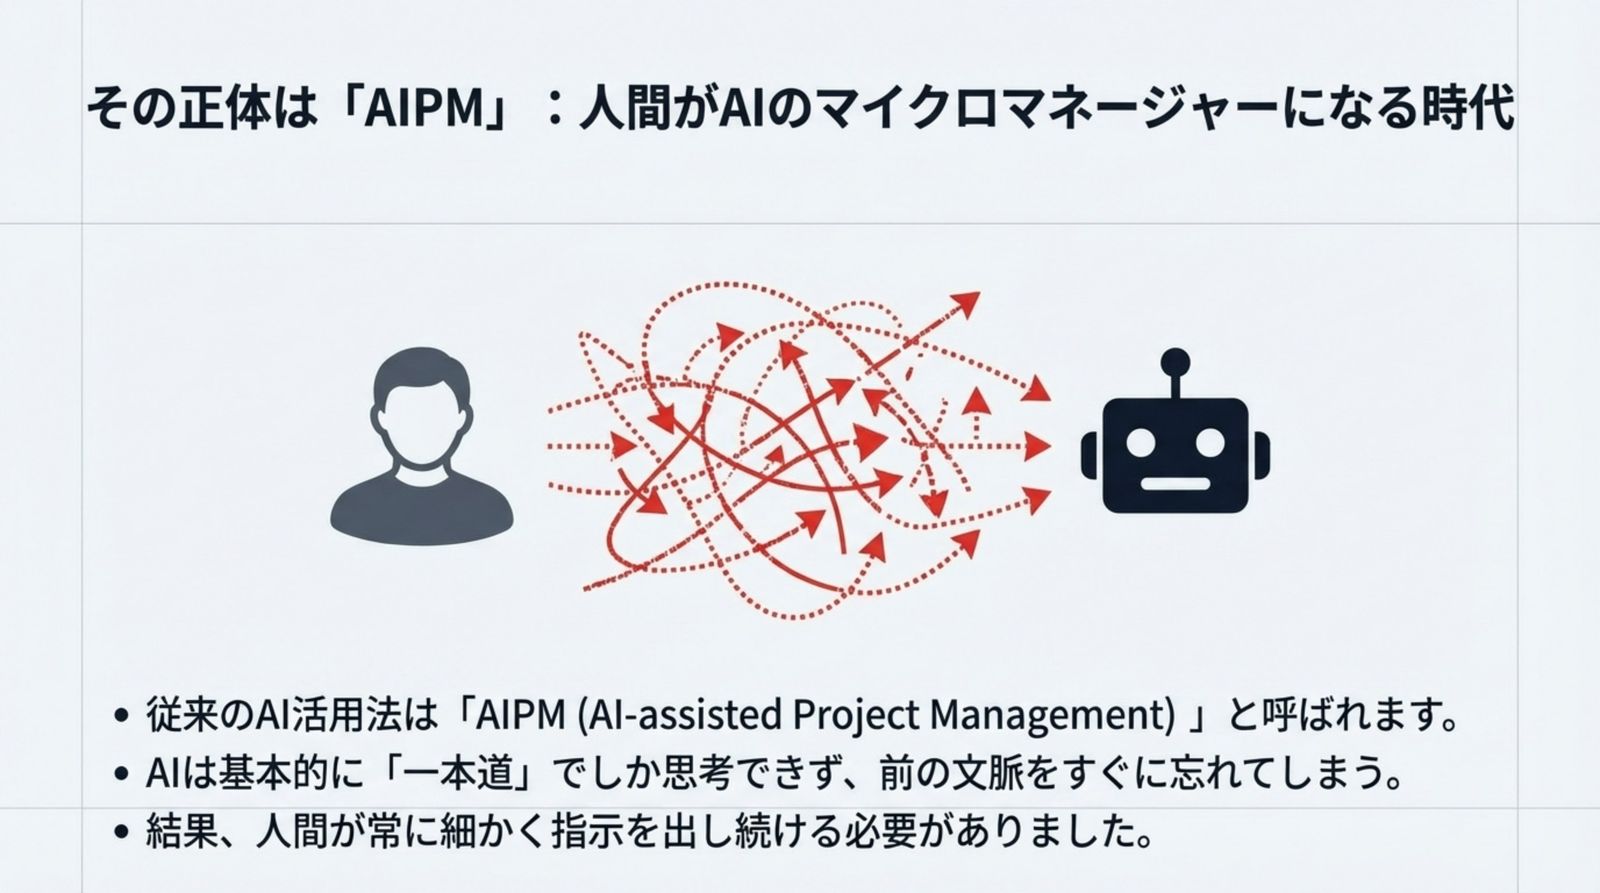 その正体は「AIPM」：人間がAIのマイクロマネージャーになる時代
• 従来のAI活用法は「AIPM (AI-assisted Project Management) 」と呼ばれます。
• AIは基本的に「一本道」でしか思考できず、前の文脈をすぐに忘れてしまう。
• 結果、人間が常に細かく指示を出し続ける必要がありました。